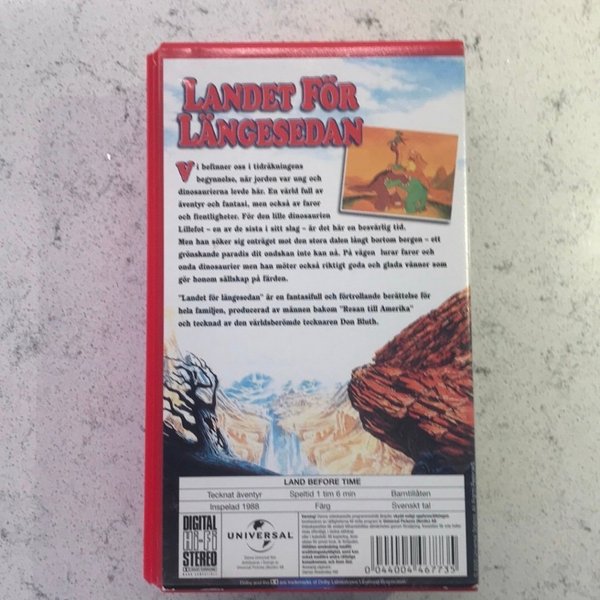 LANDET FÖR
LÄNGESEDAN
Vi befinner oss i tidräkningens
begynnelse, när jorden var ung och
dinosaurierna levde här. En värld full av
äventyr och fantasi, men också av faror
och fientligheter. För den lille dinosaurien
Lillefot – en av de sista i sitt slag – är det här en besvärlig tid.
Men han söker sig enträget mot den stora dalen långt bortom bergen – ett
grönskande paradis dit ondskan inte kan nå. På vägen lurar faror och
onda dinosaurier men han möter också riktigt goda och glada vänner som
gör honom sällskap på färden.
"Landet för längesedan" är en fantasifull och förtrollande berättelse för
hela familjen, producerad av männen bakom "Resan till Amerika"
och tecknad av den världsberömde tecknaren Don Bluth.
LAND BEFORE TIME
Tecknat äventyr Speltid 1 tim 6 min Barntillåten
Inspelad 1988 Färg Svenskt tal
DIGITAL
Hi-Fi
STEREO
UNIVERSAL
0 044004 467735